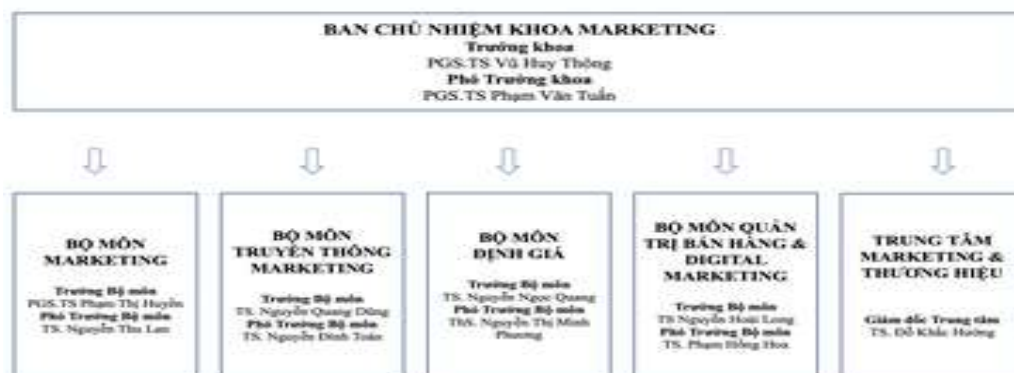 BAN CHỦ NHIỆM KHOA MARKETING
Trưởng khoa
PGS.TS Vũ Huy Thông
Phó Trưởng khoa
PGS.TS Phạm Văn Tuấn
BỘ MÔN
MARKETING
Trưởng Bộ môn
PGS.TS Phạm Thị Huyền
Phó Trưởng Bộ môn
TS. Nguyễn Thu Lan
BỘ MÔN
TRUYỀN THÔNG
MARKETING
Trưởng Bộ môn
TS. Nguyễn Quang Dũng
Phó Trưởng Bộ môn
TS. Nguyễn Đình Toàn
BỘ MÔN
ĐỊNH GIÁ
Trưởng Bộ môn
TS. Nguyễn Ngọc Quang
Phó Trưởng Bộ môn
ThS. Nguyễn Thị Minh
Phương
BỘ MÔN QUẢN
TRỊ BÁN HÀNG &
DIGITAL
MARKETING
Trưởng Bộ môn
TS Nguyễn Hoài Long
Phó Trưởng Bộ môn
TS. Phạm Hồng Hoa
TRUNG TÂM
MARKETING &
THƯƠNG HIỆU
Giám đốc Trung tâm
TS. Đỗ Khắc Hưởng